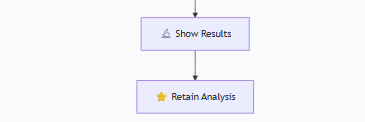 🔬 Show Results
⭐ Retain Analysis